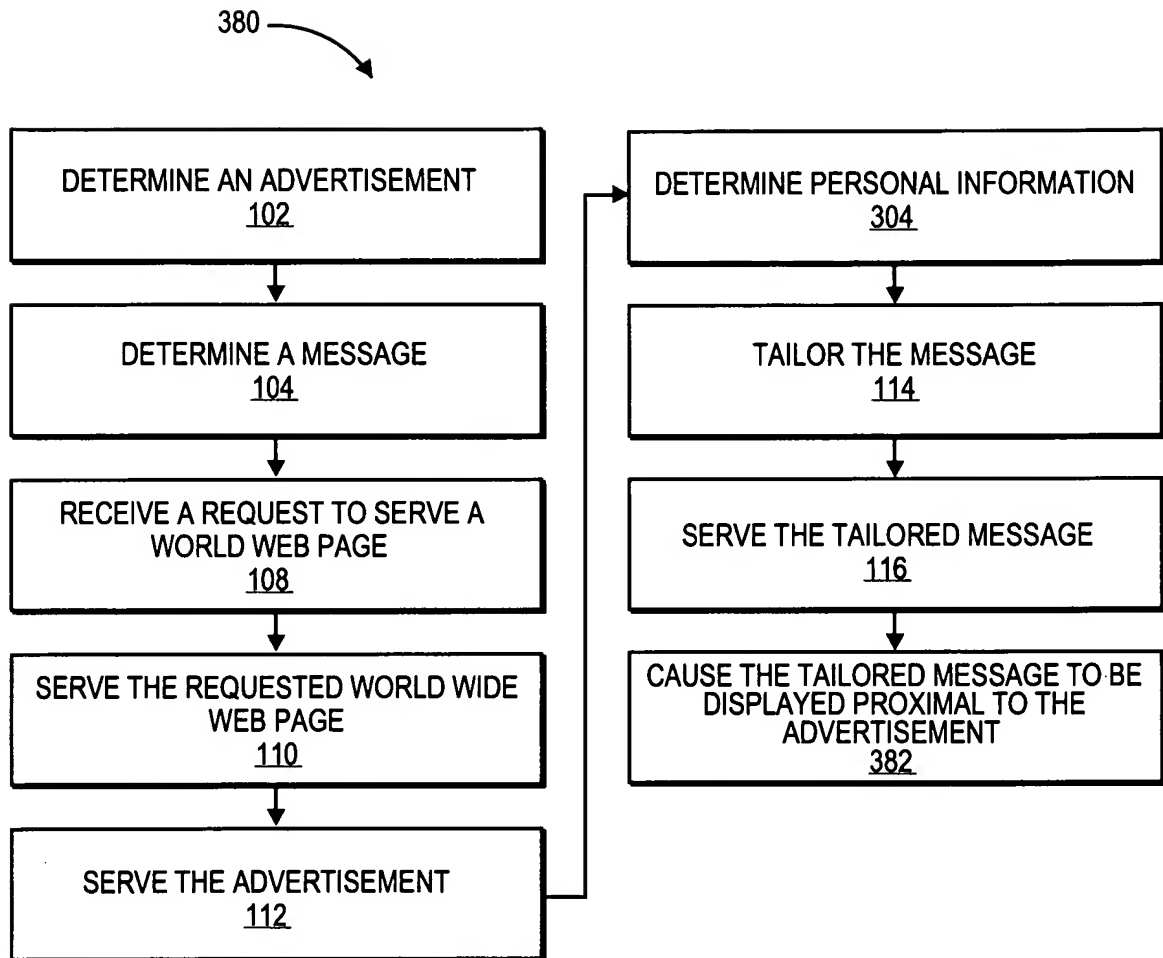 380
DETERMINE AN ADVERTISEMENT
102
DETERMINE A MESSAGE
104
RECEIVE A REQUEST TO SERVE A
WORLD WEB PAGE
108
SERVE THE REQUESTED WORLD WIDE
WEB PAGE
110
SERVE THE ADVERTISEMENT
112
DETERMINE PERSONAL INFORMATION
304
TAILOR THE MESSAGE
114
SERVE THE TAILORED MESSAGE
116
CAUSE THE TAILORED MESSAGE TO BE
DISPLAYED PROXIMAL TO THE
ADVERTISEMENT
382